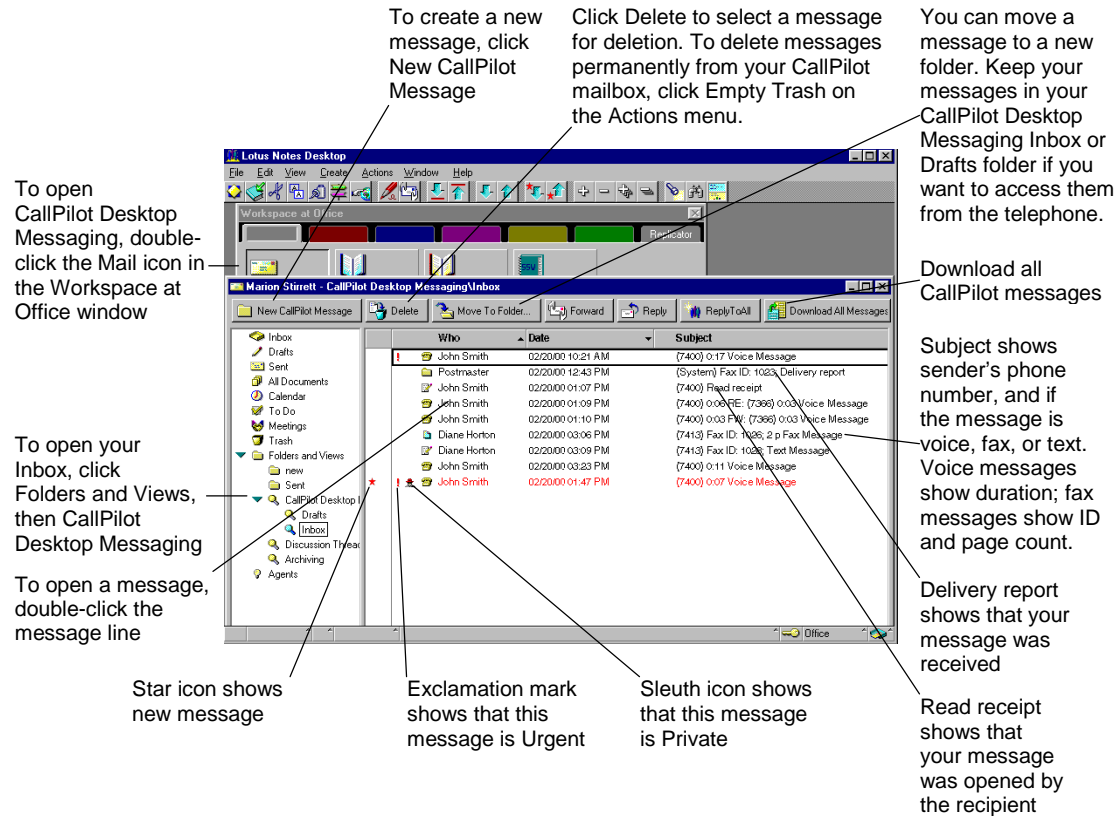 To create a new
message, click
New CallPilot
Message
Click Delete to select a message
for deletion. To delete messages
permanently from your CallPilot
mailbox, click Empty Trash on
the Actions menu.
You can move a
message to a new
folder. Keep your
messages in your
CallPilot Desktop
Messaging Inbox or
Drafts folder if you
want to access them
from the telephone.
To open
CallPilot Desktop
Messaging, double-
click the Mail icon in
the Workspace at
Office window
Lotus Notes Desktop
File Edit View Create Actions Window Help
Workspace at Office
Replicator
Marion Stirrett - CallPilot Desktop Messaging\Inbox
New CallPilot Message Delete Move To Folder... Forward Reply ReplyToAll Download All Messages
Inbox
Drafts
Sent
All Documents
Calendar
To Do
Meetings
Trash
Folders and Views
new
Sent
CallPilot Desktop
Drafts
Inbox
Discussion Threac
Archiving
Agents
Who Date Subject
! John Smith 02/20/00 10:21 AM (7400) 0:17 Voice Message
Postmaster 02/20/00 12:43 PM (System) Fax ID: 1023; Delivery report
John Smith 02/20/00 01:07 PM (7400) Read receipt
John Smith 02/20/00 01:09 PM (7400) 0:06 RE: (7366) 0:03 Voice Message
John Smith 02/20/00 01:10 PM (7400) 0:03 FW: (7366) 0:03 Voice Message
Diane Horton 02/20/00 03:06 PM (7413) Fax ID: 1026; 2 p Fax Message
Diane Horton 02/20/00 03:09 PM (7413) Fax ID: 1028; Text Message
John Smith 02/20/00 03:23 PM (7400) 0:11 Voice Message
! John Smith 02/20/00 01:47 PM (7400) 0:07 Voice Message
Office
Download all
CallPilot messages
Subject shows
sender's phone
number, and if
the message is
voice, fax, or text.
Voice messages
show duration; fax
messages show ID
and page count.
To open your
Inbox, click
Folders and Views,
then CallPilot
Desktop Messaging
To open a message,
double-click the
message line
Delivery report
shows that your
message was
received
Star icon shows
new message
Exclamation mark
shows that this
message is Urgent
Sleuth icon shows
that this message
is Private
Read receipt
shows that
your message
was opened by
the recipient